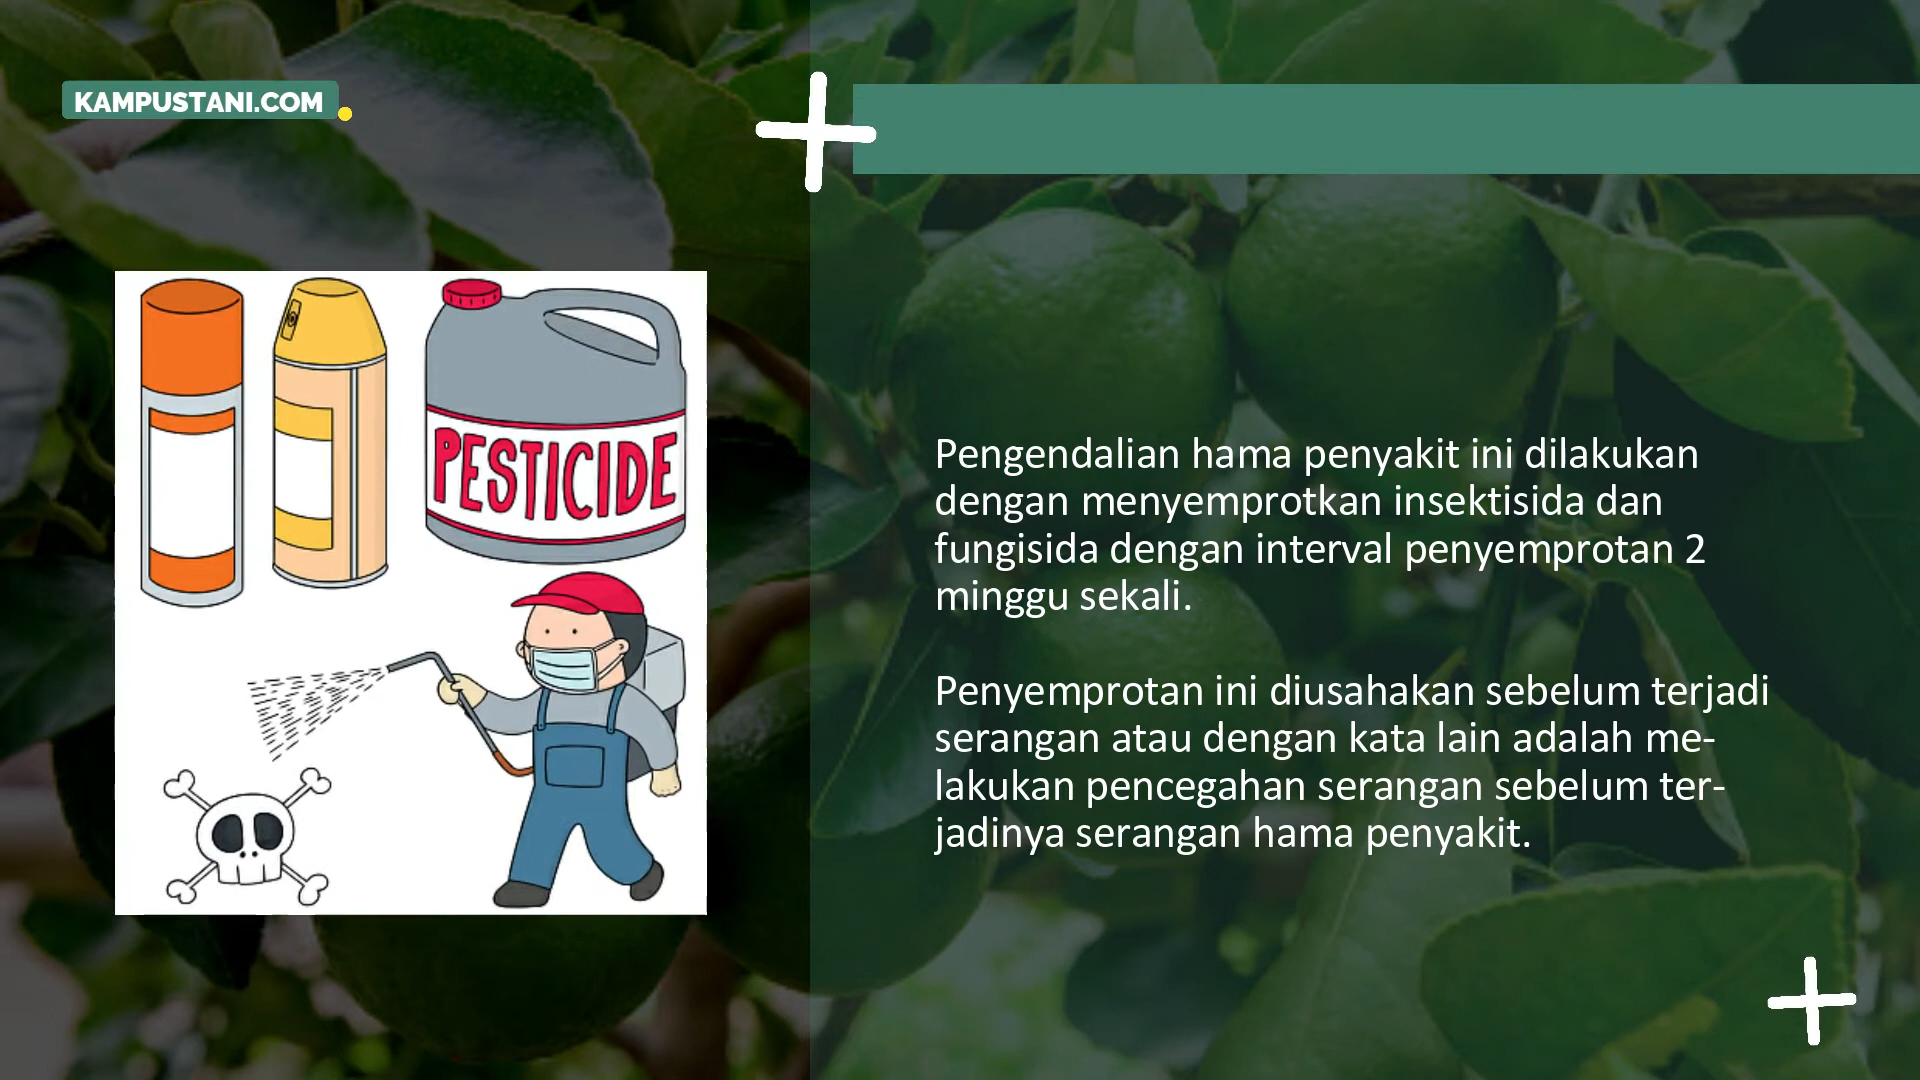 KAMPUSTANI.COM
PESTICIDE
Pengendalian hama penyakit ini dilakukan
dengan menyemprotkan insektisida dan
fungisida dengan interval penyemprotan 2
minggu sekali.
Penyemprotan ini diusahakan sebelum terjadi
serangan atau dengan kata lain adalah me-
lakukan pencegahan serangan sebelum ter-
jadinya serangan hama penyakit.